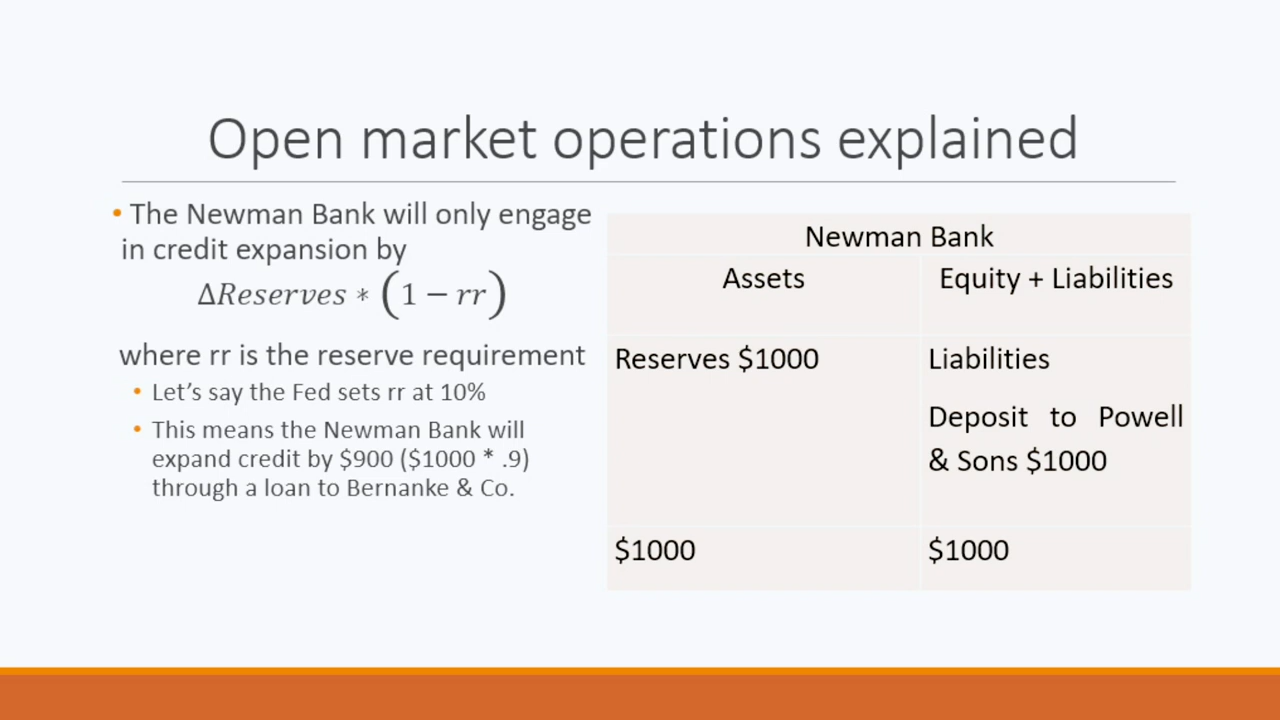 Open market operations explained
• The Newman Bank will only engage
in credit expansion by
ΔReserves ∗ (1 − rr)
where rr is the reserve requirement
• Let’s say the Fed sets rr at 10%
• This means the Newman Bank will
expand credit by $900 ($1000 * .9)
through a loan to Bernanke & Co.
Newman Bank
Assets
Equity + Liabilities
Reserves $1000
Liabilities
Deposit to Powell
& Sons $1000
$1000
$1000